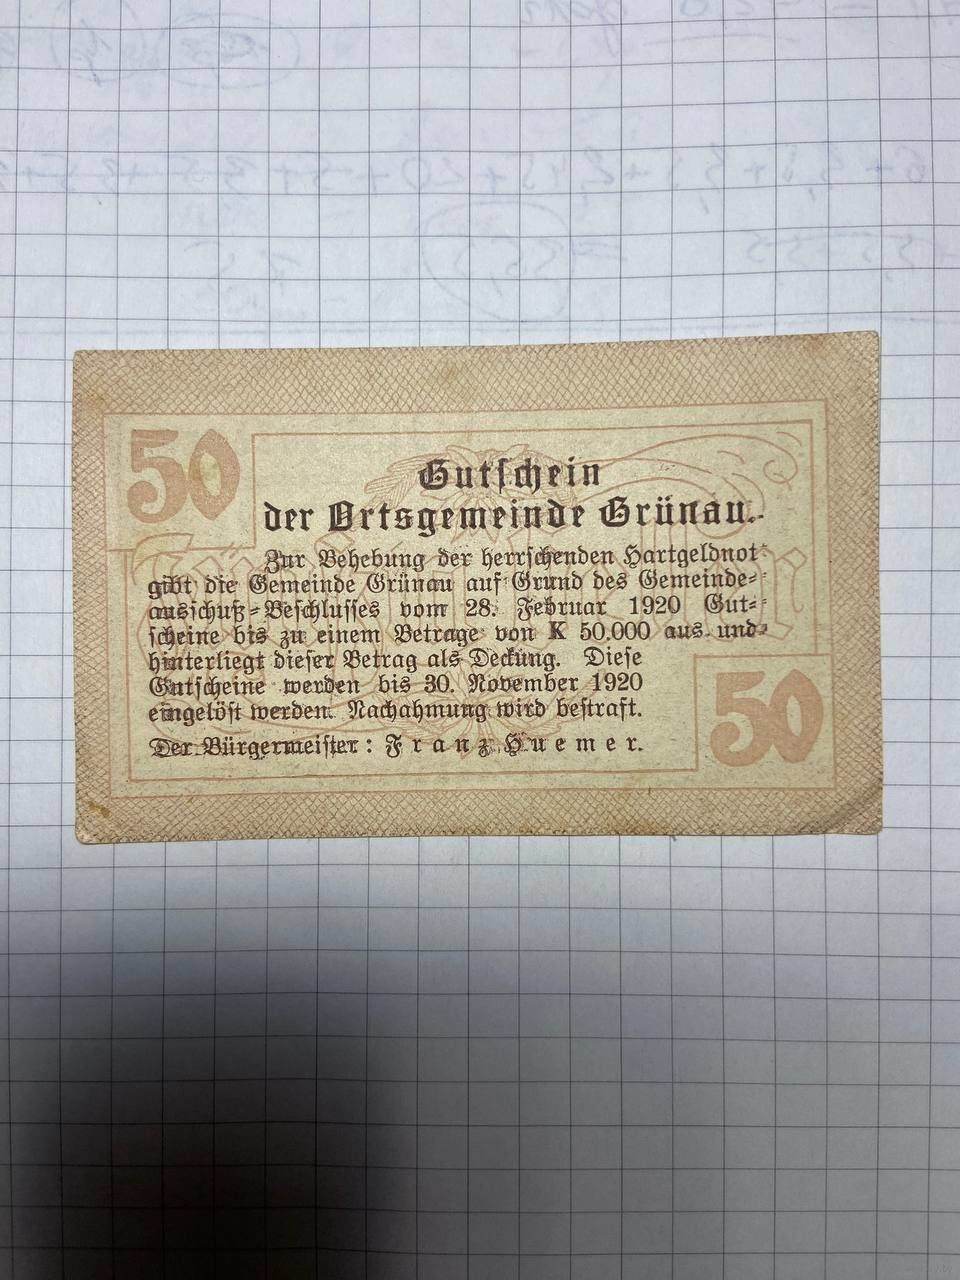 50
Gutschein
der Ortsgemeinde Grünau.
Zur Behebung der herrschenden Hartgeldnot
gibt die Gemeinde Grünau auf Grund des Gemeinde=
ausschuß=Beschlusses vom 28. Februar 1920 Gut=
scheine bis zu einem Betrage von K 50.000 aus und
hinterliegt dieser Betrag als Deckung. Diese
Gutscheine werden bis 30. November 1920
eingelöst werden. Nachahmung wird bestraft.
Der Bürgermeister: Franz Huemer.
50